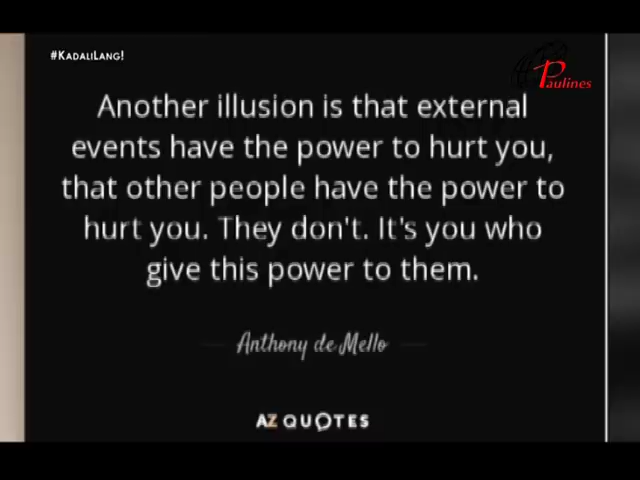 #KADALILANG!
Paulines
Another illusion is that external
events have the power to hurt you,
that other people have the power to
hurt you. They don't. It's you who
give this power to them.
Anthony de Mello
AZ QUOTES